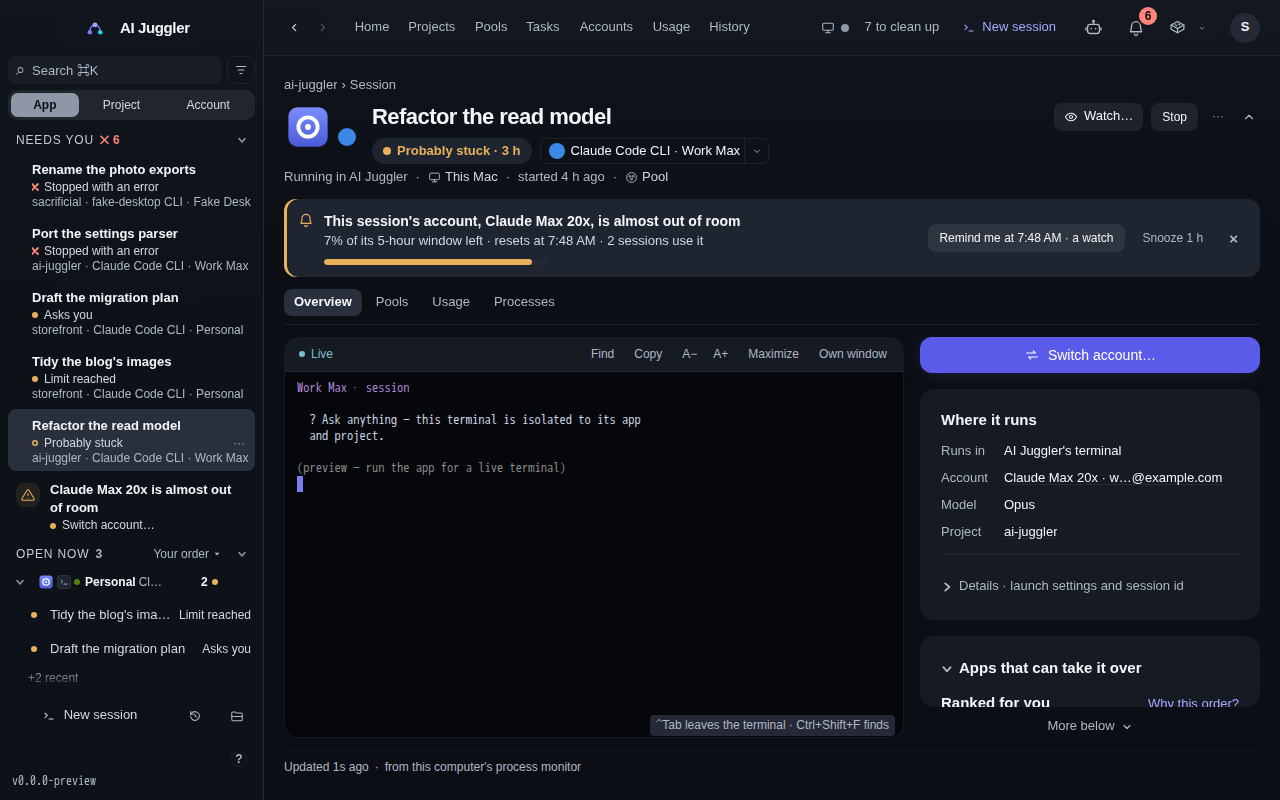 AI Juggler
Search ⌘K
App Project Account
NEEDS YOU 6
Rename the photo exports
Stopped with an error
sacrificial · fake-desktop CLI · Fake Desk
Port the settings parser
Stopped with an error
ai-juggler · Claude Code CLI · Work Max
Draft the migration plan
Asks you
storefront · Claude Code CLI · Personal
Tidy the blog's images
Limit reached
storefront · Claude Code CLI · Personal
Refactor the read model
Probably stuck ···
ai-juggler · Claude Code CLI · Work Max
Claude Max 20x is almost out
of room
Switch account…
OPEN NOW 3 Your order
Personal Cl… 2
Tidy the blog's ima… Limit reached
Draft the migration plan Asks you
+2 recent
New session
?
v0.0.0-preview
Home Projects Pools Tasks Accounts Usage History 7 to clean up New session 6 S
ai-juggler › Session
Refactor the read model
Watch… Stop ···
Probably stuck · 3 h Claude Code CLI · Work Max
Running in AI Juggler · This Mac · started 4 h ago · Pool
This session's account, Claude Max 20x, is almost out of room
7% of its 5-hour window left · resets at 7:48 AM · 2 sessions use it
Remind me at 7:48 AM · a watch Snooze 1 h ×
Overview Pools Usage Processes
Live Find Copy A− A+ Maximize Own window
Work Max · session
? Ask anything — this terminal is isolated to its app
and project.
(preview — run the app for a live terminal)
^Tab leaves the terminal · Ctrl+Shift+F finds
Switch account…
Where it runs
Runs in AI Juggler's terminal
Account Claude Max 20x · w…@example.com
Model Opus
Project ai-juggler
Details · launch settings and session id
Apps that can take it over
Ranked for you Why this order?
More below
Updated 1s ago · from this computer's process monitor